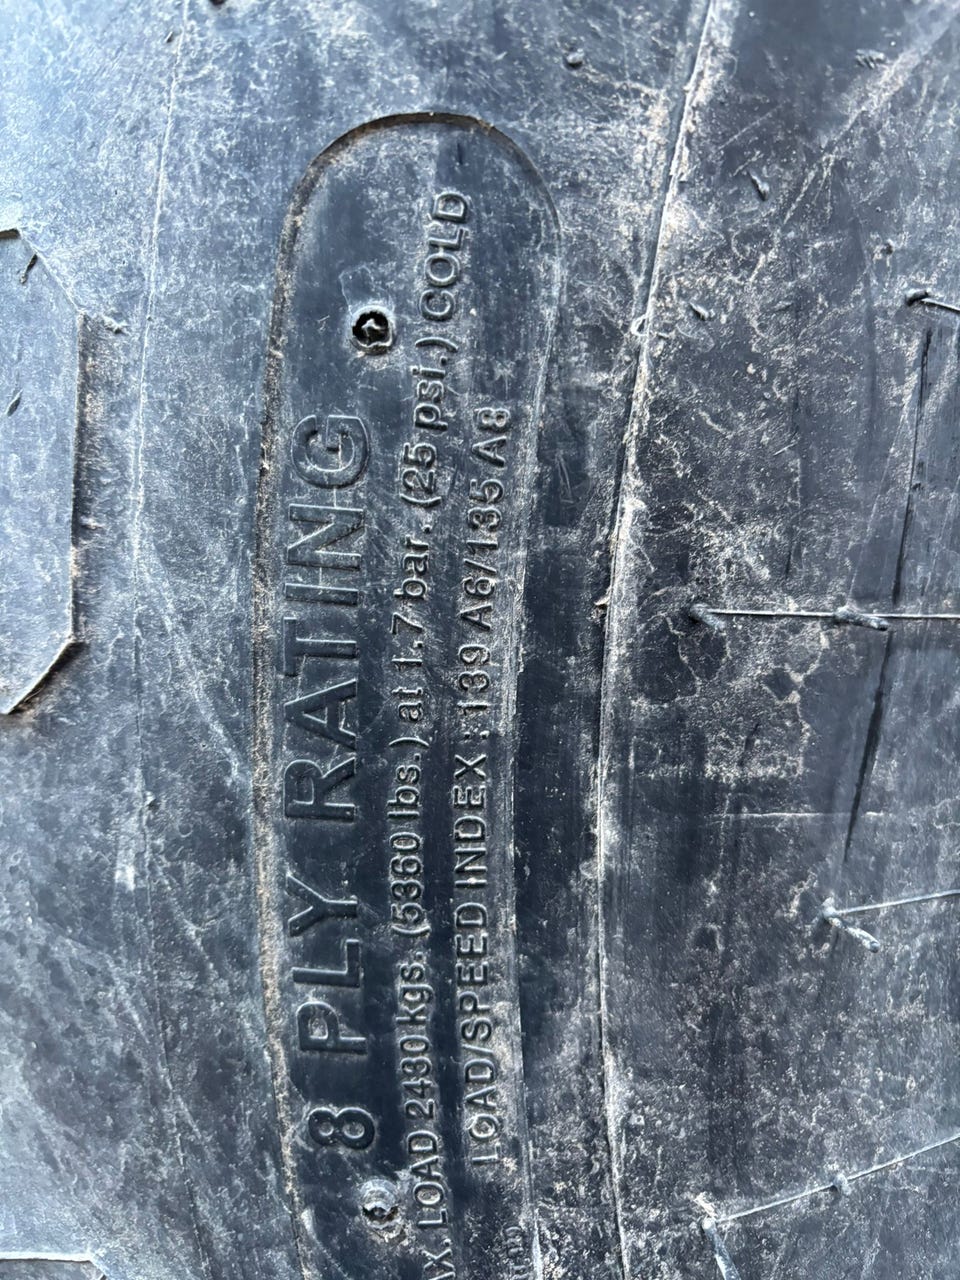 8 PLY RATING
AX. LOAD 2430 kgs. (5360 lbs.) at 1.7 bar. (25 psi.) COLD
LOAD/SPEED INDEX : 139 A6/135 A8